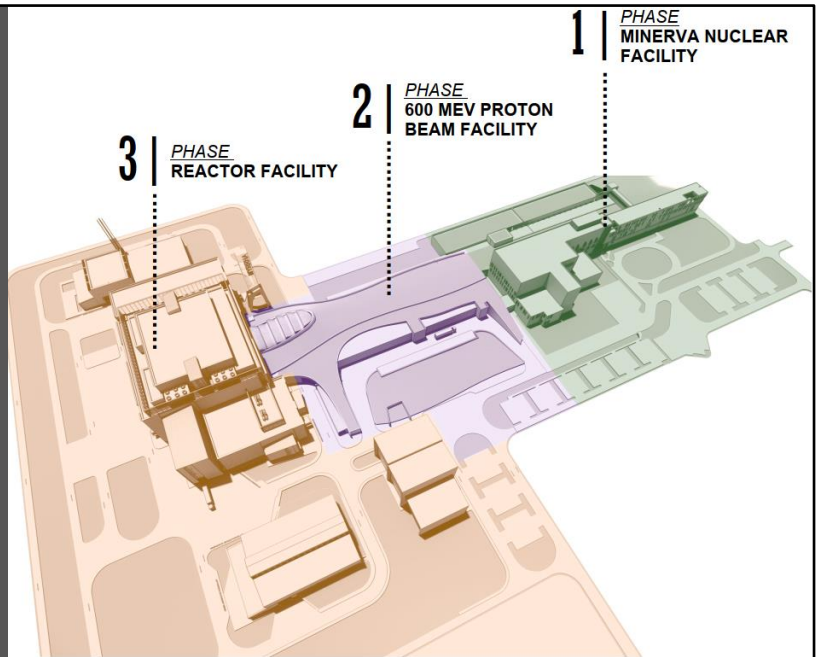 1
PHASE
MINERVA NUCLEAR
FACILITY
2
PHASE
600 MEV PROTON
BEAM FACILITY
3
PHASE
REACTOR FACILITY